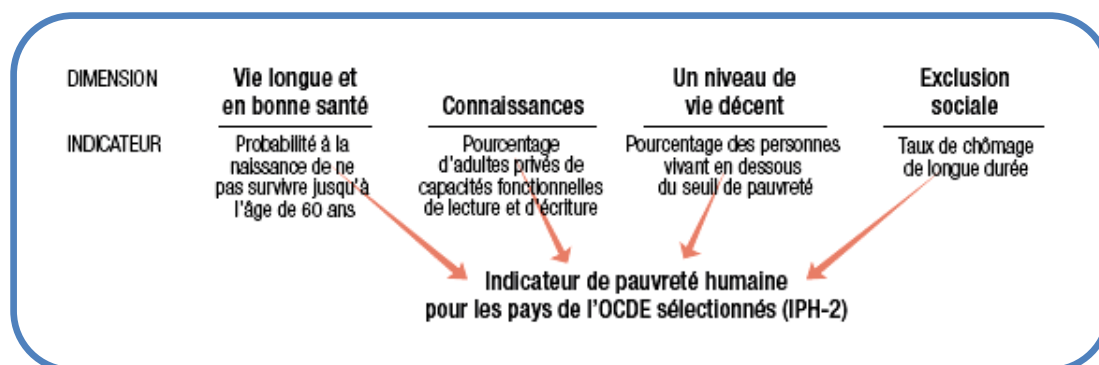 DIMENSION
Vie longue et
en bonne santé
Connaissances
Un niveau de
vie décent
Exclusion
sociale
INDICATEUR
Probabilité à la
naissance de ne
pas survivre jusqu'à
l'âge de 60 ans
Pourcentage
d'adultes privés de
capacités fonctionnelles
de lecture et d'écriture
Pourcentage des personnes
vivant en dessous
du seuil de pauvreté
Taux de chômage
de longue durée
Indicateur de pauvreté humaine
pour les pays de l'OCDE sélectionnés (IPH-2)